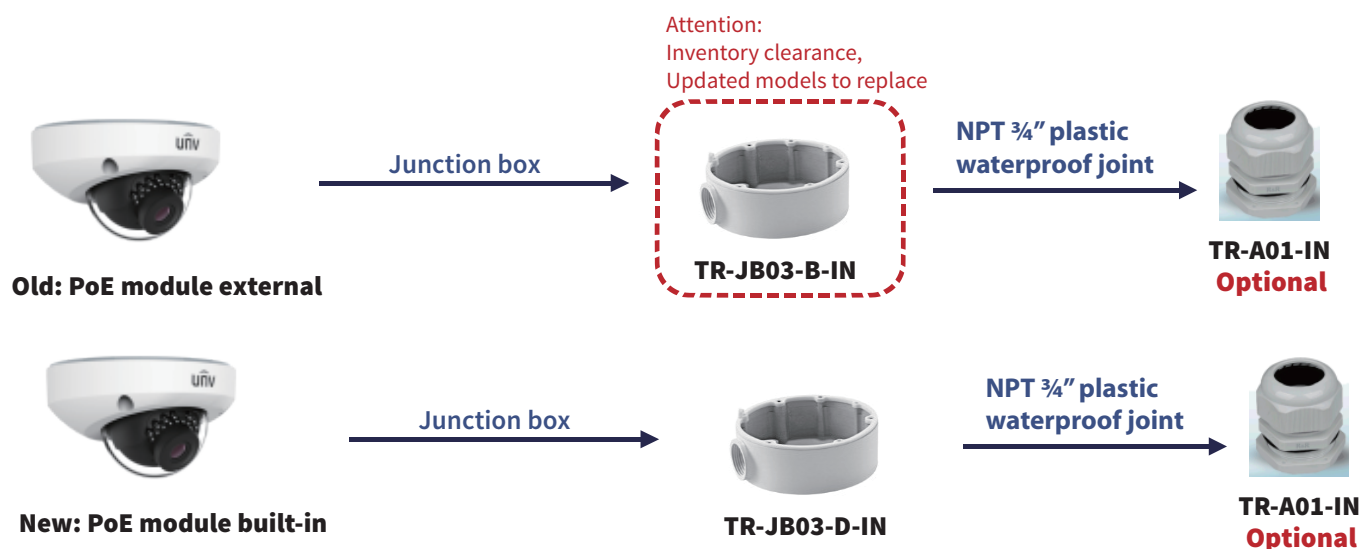 Attention:
Inventory clearance,
Updated models to replace
unv
Junction box
NPT ¾″ plastic
waterproof joint
TR-JB03-B-IN
TR-A01-IN
Optional
Old: PoE module external
unv
Junction box
NPT ¾″ plastic
waterproof joint
TR-JB03-D-IN
TR-A01-IN
Optional
New: PoE module built-in